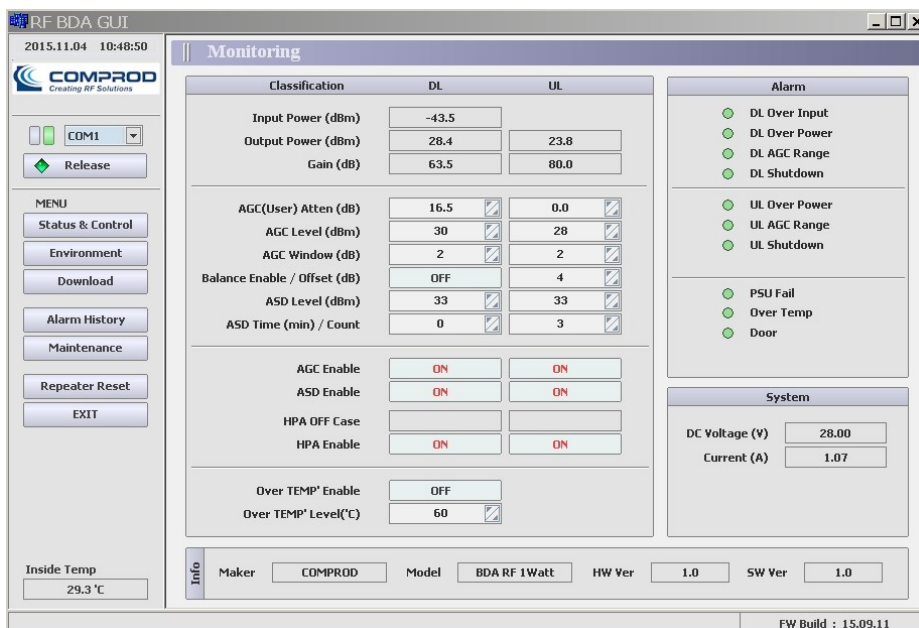 RF BDA GUI
2015.11.04 10:48:50
COMPROD
Creating RF Solutions
COM1
Release
MENU
Status & Control
Environment
Download
Alarm History
Maintenance
Repeater Reset
EXIT
Inside Temp
29.3 'C
Monitoring
Classification DL UL
Input Power (dBm) -43.5
Output Power (dBm) 28.4 23.8
Gain (dB) 63.5 80.0
AGC(User) Atten (dB) 16.5 0.0
AGC Level (dBm) 30 28
AGC Window (dB) 2 2
Balance Enable / Offset (dB) OFF 4
ASD Level (dBm) 33 33
ASD Time (min) / Count 0 3
AGC Enable ON ON
ASD Enable ON ON
HPA OFF Case
HPA Enable ON ON
Over TEMP' Enable OFF
Over TEMP' Level('C) 60
Alarm
DL Over Input
DL Over Power
DL AGC Range
DL Shutdown
UL Over Power
UL AGC Range
UL Shutdown
PSU Fail
Over Temp
Door
System
DC Voltage (V) 28.00
Current (A) 1.07
Info
Maker COMPROD Model BDA RF 1Watt HW Ver 1.0 SW Ver 1.0
FW Build : 15.09.11